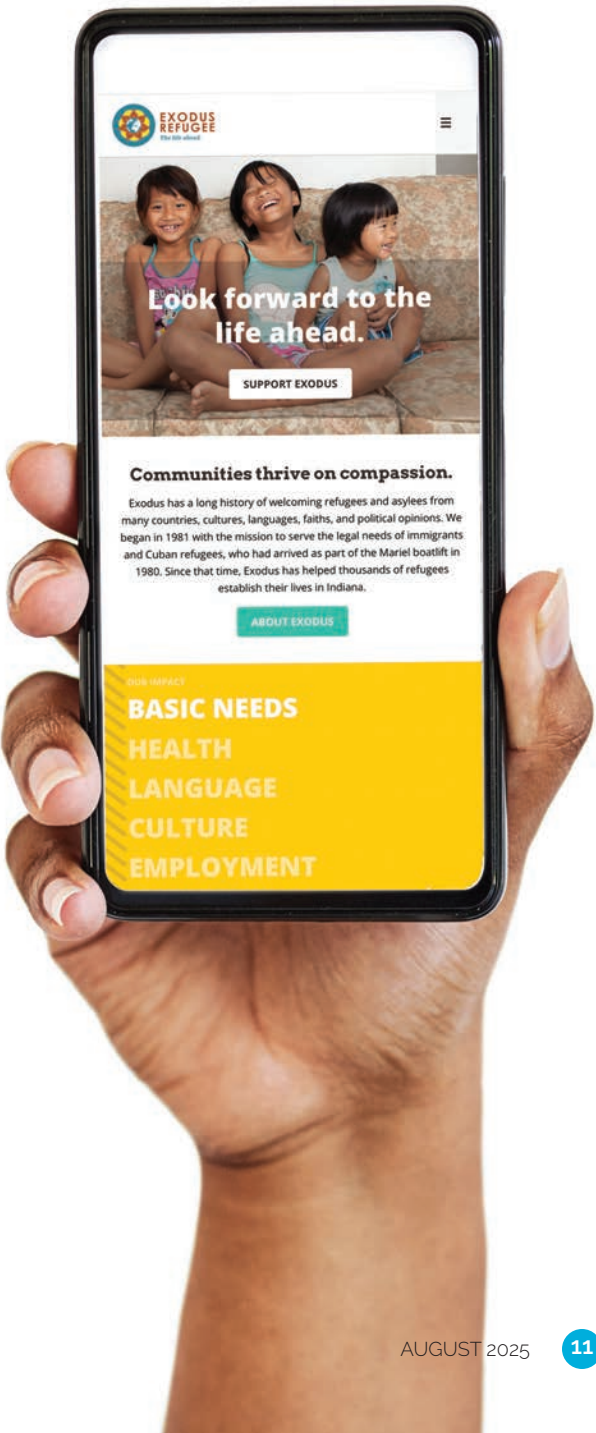 EXODUS
REFUGEE
The life ahead.
Look forward to the
life ahead.
SUPPORT EXODUS
Communities thrive on compassion.
Exodus has a long history of welcoming refugees and asylees from
many countries, cultures, languages, faiths, and political opinions. We
began in 1981 with the mission to serve the legal needs of immigrants
and Cuban refugees, who had arrived as part of the Mariel boatlift in
1980. Since that time, Exodus has helped thousands of refugees
establish their lives in Indiana.
ABOUT EXODUS
OUR IMPACT
BASIC NEEDS
HEALTH
LANGUAGE
CULTURE
EMPLOYMENT
AUGUST 2025
11